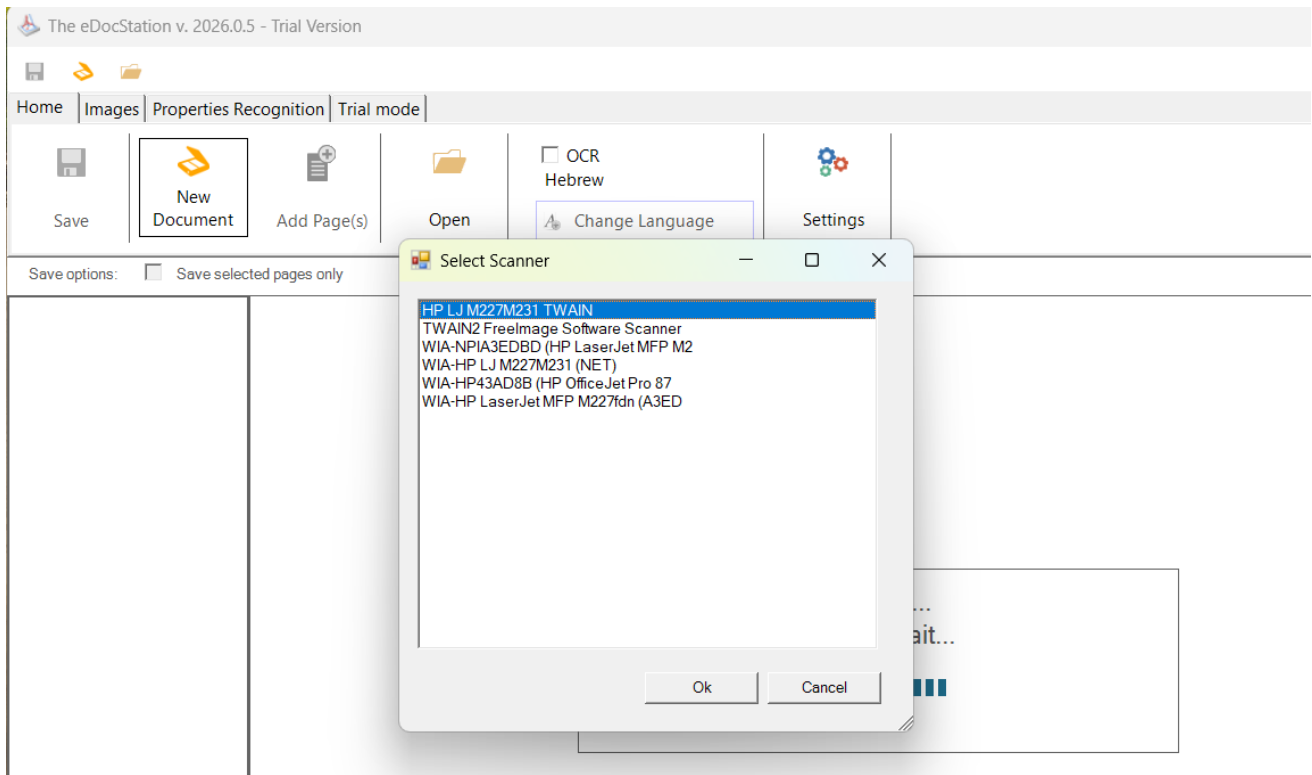 The eDocStation v. 2026.0.5 - Trial Version
Home Images Properties Recognition Trial mode
Save
New
Document
Add Page(s)
Open
OCR
Hebrew
Change Language
Settings
Save options: Save selected pages only
Select Scanner
HP LJ M227M231 TWAIN
TWAIN2 FreeImage Software Scanner
WIA-NPIA3EDBD (HP LaserJet MFP M2
WIA-HP LJ M227M231 (NET)
WIA-HP43AD8B (HP OfficeJet Pro 87
WIA-HP LaserJet MFP M227fdn (A3ED
...
ait...
Ok Cancel